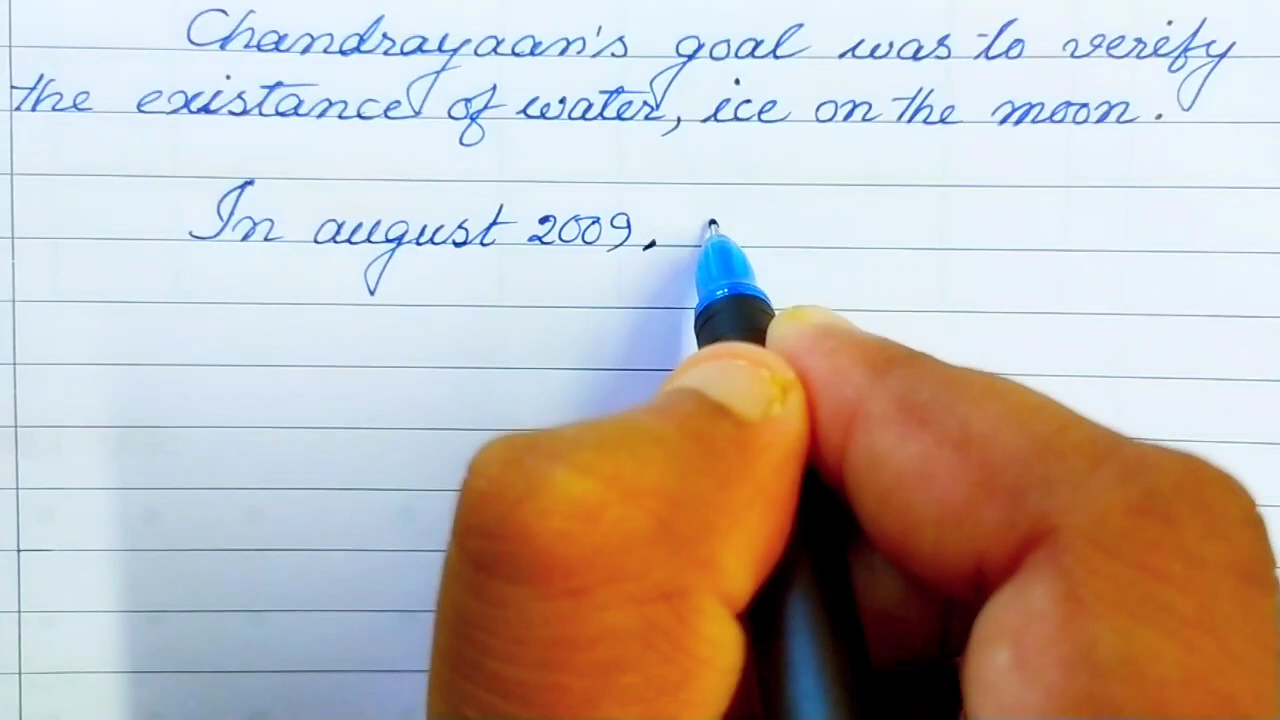 Chandrayaan's goal was to verify
the existance of water, ice on the moon.
In august 2009,